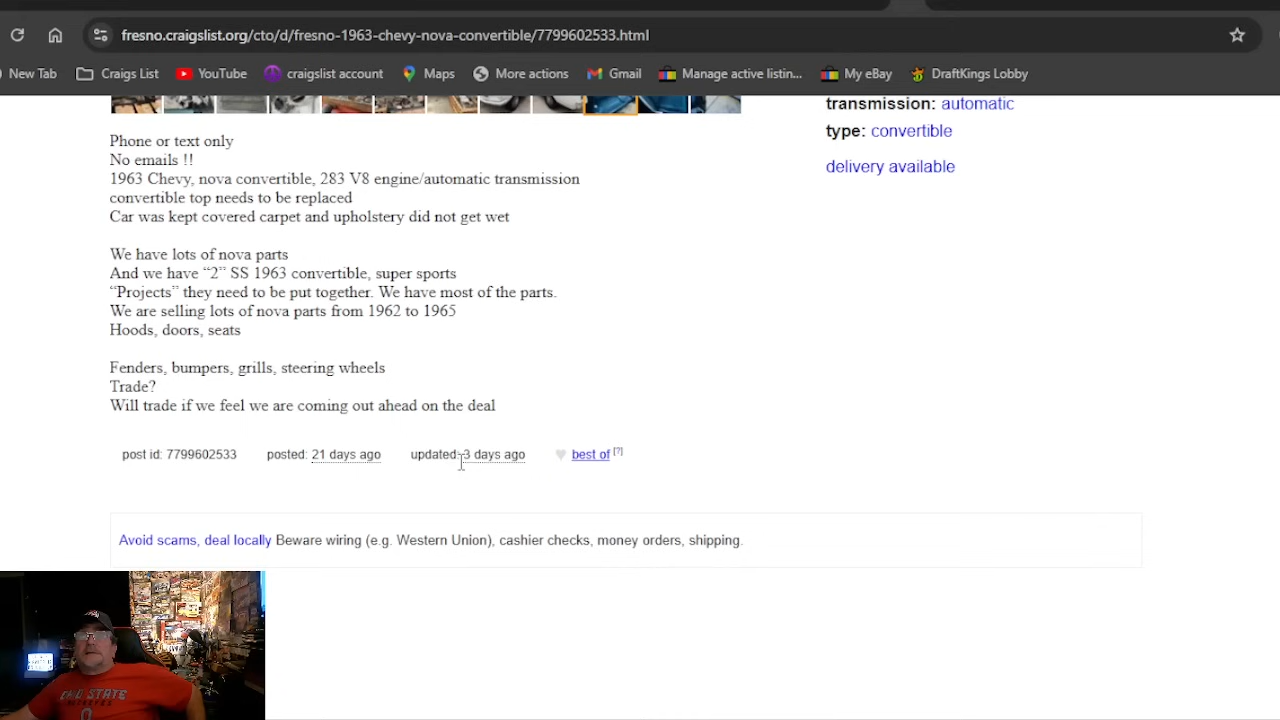 fresno.craigslist.org/cto/d/fresno-1963-chevy-nova-convertible/7799602533.html
New Tab Craigs List YouTube craigslist account Maps More actions Gmail Manage active listin... My eBay DraftKings Lobby
transmission: automatic
type: convertible
delivery available
Phone or text only
No emails !!
1963 Chevy, nova convertible, 283 V8 engine/automatic transmission
convertible top needs to be replaced
Car was kept covered carpet and upholstery did not get wet
We have lots of nova parts
And we have “2” SS 1963 convertible, super sports
“Projects” they need to be put together. We have most of the parts.
We are selling lots of nova parts from 1962 to 1965
Hoods, doors, seats
Fenders, bumpers, grills, steering wheels
Trade?
Will trade if we feel we are coming out ahead on the deal
post id: 7799602533 posted: 21 days ago updated: 3 days ago best of [?]
Avoid scams, deal locally Beware wiring (e.g. Western Union), cashier checks, money orders, shipping.
STATE